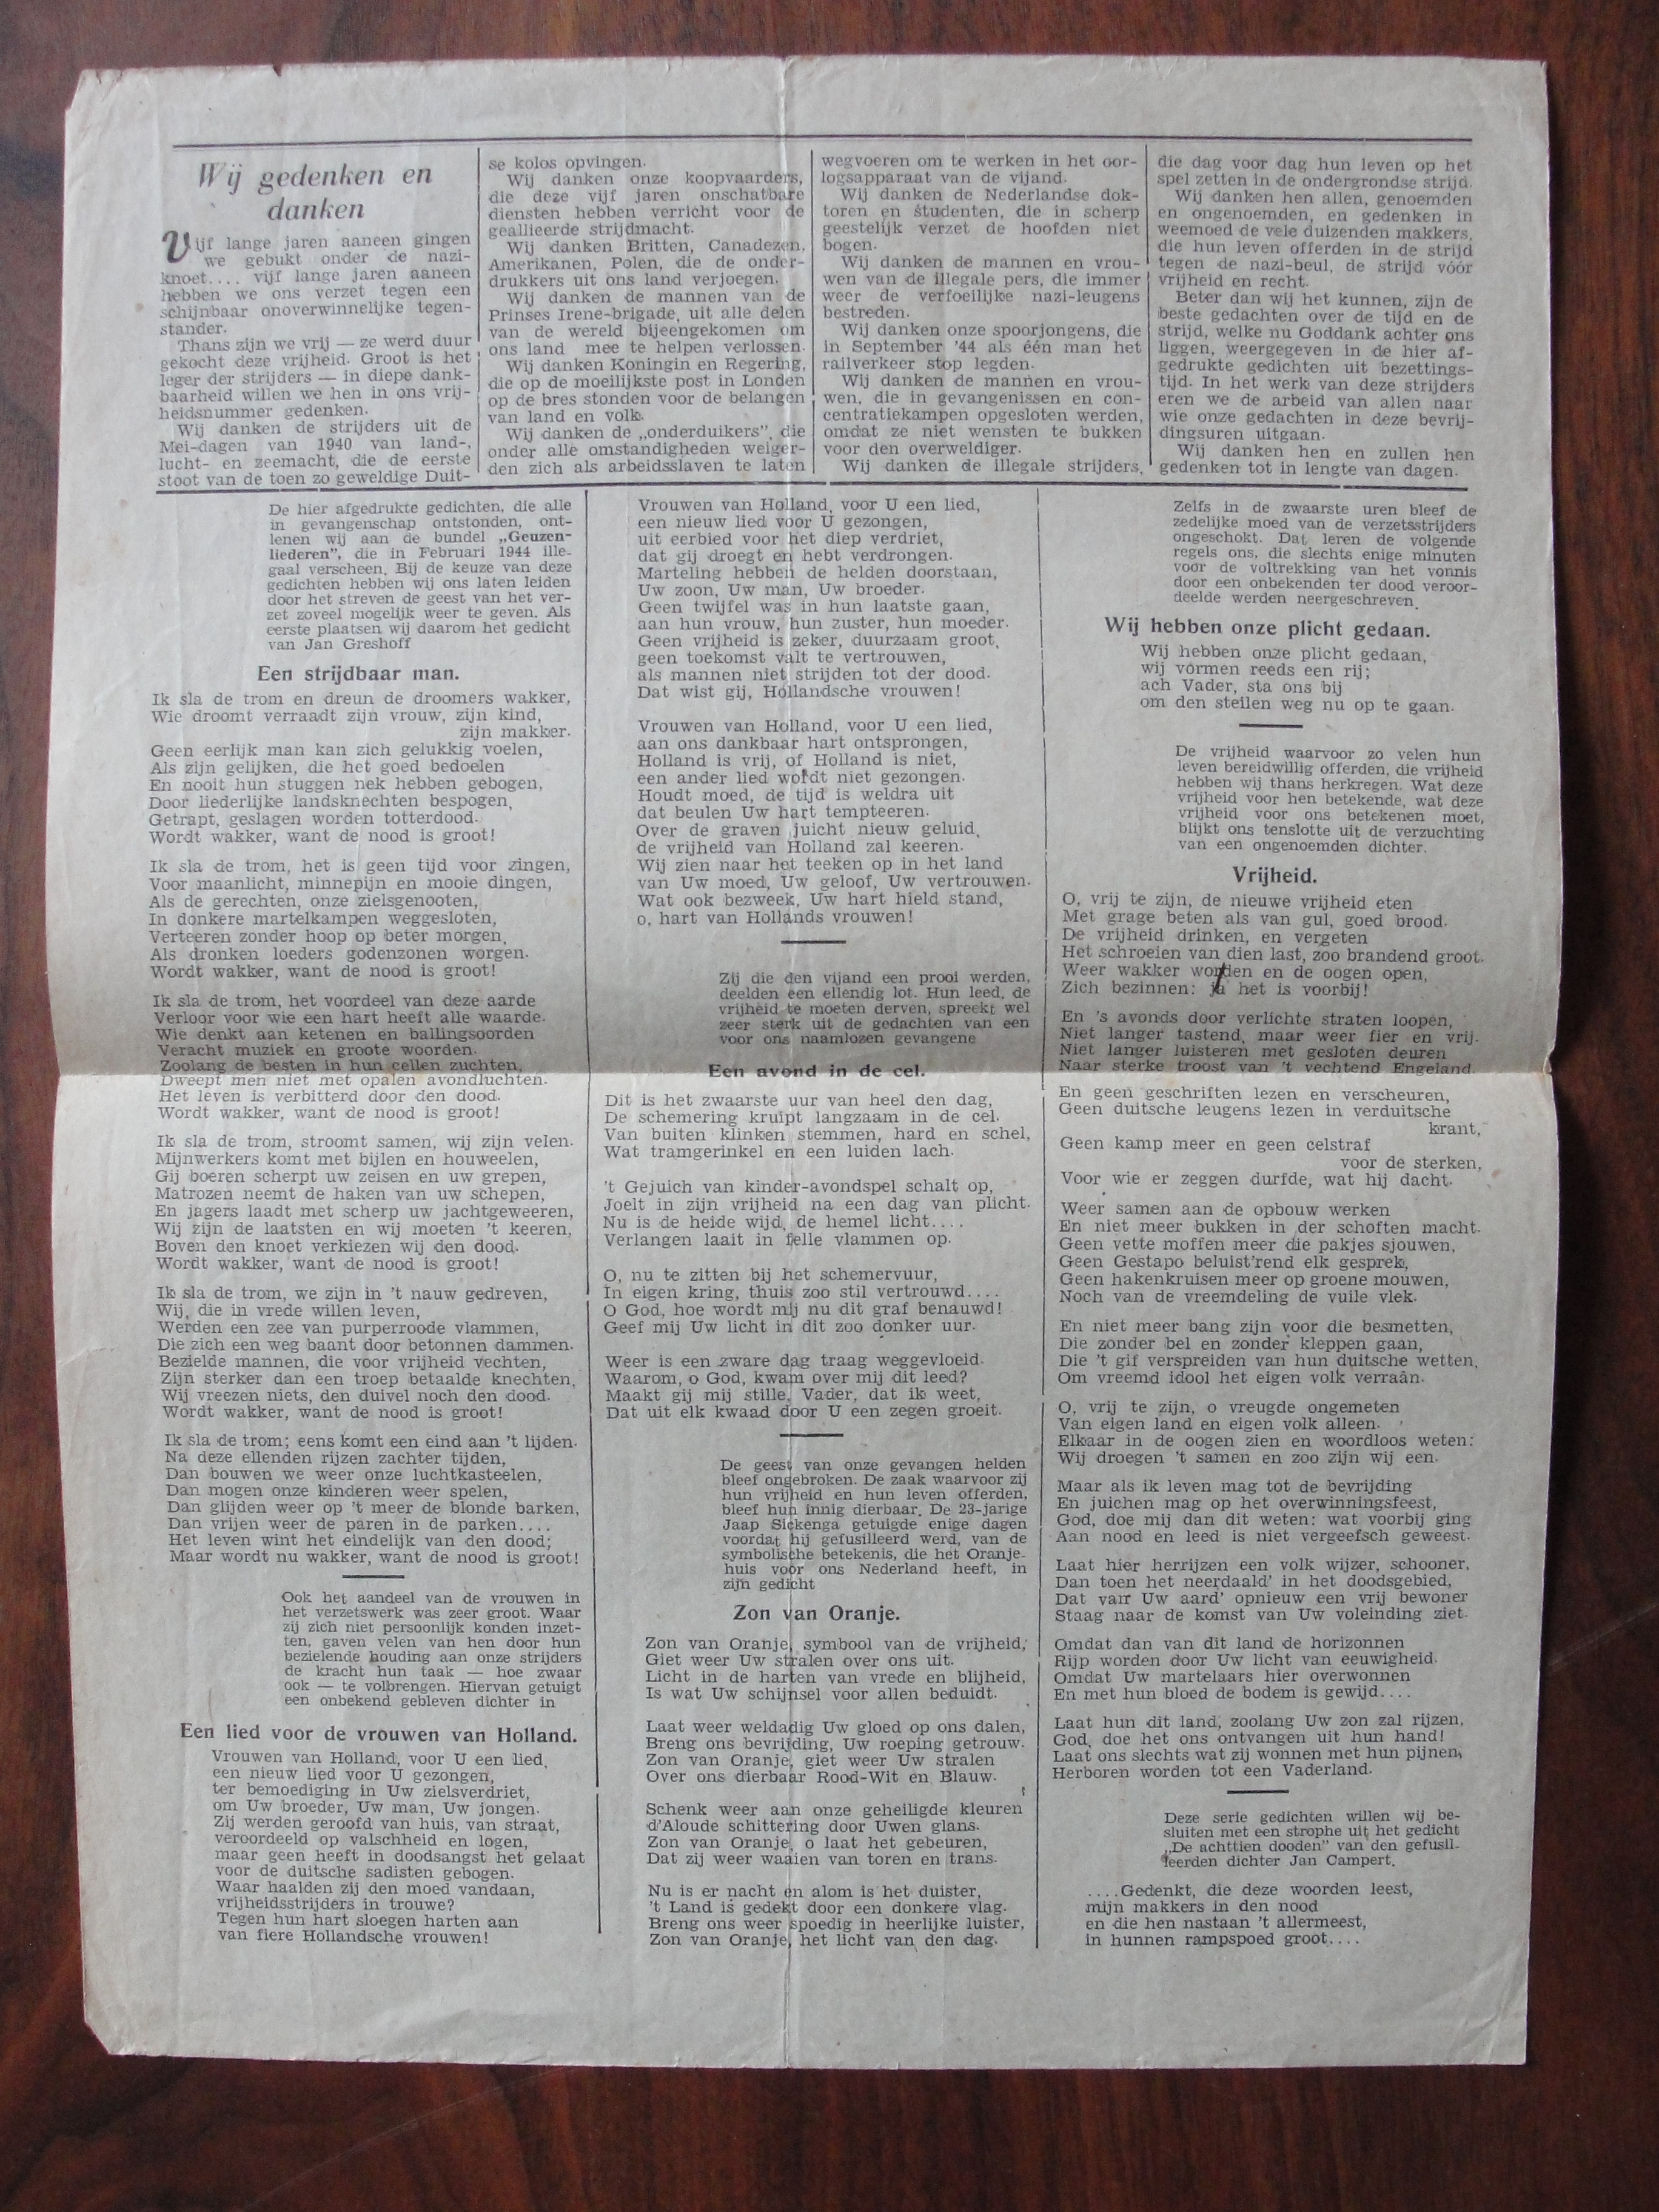 Wij gedenken en
danken
Vijf lange jaren aaneen gingen
we gebukt onder de nazi-
knoet.... vijf lange jaren aaneen
hebben we ons verzet tegen een
schijnbaar onoverwinnelijke tegen-
stander.
Thans zijn we vrij — ze werd duur
gekocht deze vrijheid. Groot is het
leger der strijders — in diepe dank-
baarheid willen we hen in ons vrij-
heidsnummer gedenken.
Wij danken de strijders uit de
Mei-dagen van 1940 van land-,
lucht- en zeemacht, die de eerste
stoot van de toen zo geweldige Duit-
se kolos opvingen.
Wij danken onze koopvaarders,
die deze vijf jaren onschatbare
diensten hebben verricht voor de
geallieerde strijdmacht.
Wij danken Britten, Canadezen,
Amerikanen, Polen, die de onder-
drukkers uit ons land verjoegen.
Wij danken de mannen van de
Prinses Irene-brigade, uit alle delen
van de wereld bijeengekomen om
ons land mee te helpen verlossen.
Wij danken Koningin en Regering,
die op de moeilijkste post in Londen
op de bres stonden voor de belangen
van land en volk.
Wij danken de „onderduikers”, die
onder alle omstandigheden weiger-
den zich als arbeidsslaven te laten
wegvoeren om te werken in het oor-
logsapparaat van de vijand.
Wij danken de Nederlandse dok-
toren en studenten, die in scherp
geestelijk verzet de hoofden niet
bogen.
Wij danken de mannen en vrou-
wen van de illegale pers, die immer
weer de verfoeilijke nazi-leugens
bestreden.
Wij danken onze spoorjongens, die
in September '44 als één man het
railverkeer stop legden.
Wij danken de mannen en vrou-
wen, die in gevangenissen en con-
centratiekampen opgesloten werden,
omdat ze niet wensten te bukken
voor den overweldiger.
Wij danken de illegale strijders,
die dag voor dag hun leven op het
spel zetten in de ondergrondse strijd.
Wij danken hen allen, genoemden
en ongenoemden, en gedenken in
weemoed de vele duizenden makkers,
die hun leven offerden in de strijd
tegen de nazi-beul, de strijd vóór
vrijheid en recht.
Beter dan wij het kunnen, zijn de
beste gedachten over de tijd en de
strijd, welke nu Goddank achter ons
liggen, weergegeven in de hier af-
gedrukte gedichten uit bezettings-
tijd. In het werk van deze strijders
eren we de arbeid van allen naar
wie onze gedachten in deze bevrij-
dingsuren uitgaan.
Wij danken hen en zullen hen
gedenken tot in lengte van dagen.
De hier afgedrukte gedichten, die alle
in gevangenschap ontstonden, ont-
lenen wij aan de bundel „Geuzen-
liederen”, die in Februari 1944 ille-
gaal verscheen. Bij de keuze van deze
gedichten hebben wij ons laten leiden
door het streven de geest van het ver-
zet zoveel mogelijk weer te geven. Als
eerste plaatsen wij daarom het gedicht
van Jan Greshoff
Een strijdbaar man.
Ik sla de trom en dreun de droomers wakker,
Wie droomt verraadt zijn vrouw, zijn kind,
zijn makker.
Geen eerlijk man kan zich gelukkig voelen,
Als zijn gelijken, die het goed bedoelen
En nooit hun stuggen nek hebben gebogen,
Door liederlijke landsknechten bespogen,
Getrapt, geslagen worden totterdood.
Wordt wakker, want de nood is groot!
Ik sla de trom, het is geen tijd voor zingen,
Voor maanlicht, minnepijn en mooie dingen,
Als de gerechten, onze zielsgenooten,
In donkere martelkampen weggesloten,
Verteeren zonder hoop op beter morgen,
Als dronken loeders godenzonen worgen.
Wordt wakker, want de nood is groot!
Ik sla de trom, het voordeel van deze aarde
Verloor voor wie een hart heeft alle waarde.
Wie denkt aan ketenen en ballingsoorden
Veracht muziek en groote woorden.
Zoolang de besten in hun cellen zuchten,
Dweept men niet met opalen avondluchten.
Het leven is verbitterd door den dood.
Wordt wakker, want de nood is groot!
Ik sla de trom, stroomt samen, wij zijn velen.
Mijnwerkers komt met bijlen en houweelen,
Gij boeren scherpt uw zeisen en uw grepen,
Matrozen neemt de haken van uw schepen,
En jagers laadt met scherp uw jachtgeweeren,
Wij zijn de laatsten en wij moeten 't keeren,
Boven den knoet verkiezen wij den dood.
Wordt wakker, want de nood is groot!
Ik sla de trom, we zijn in 't nauw gedreven,
Wij, die in vrede willen leven,
Werden een zee van purperroode vlammen,
Die zich een weg baant door betonnen dammen.
Bezielde mannen, die voor vrijheid vechten,
Zijn sterker dan een troep betaalde knechten,
Wij vreezen niets, den duivel noch den dood.
Wordt wakker, want de nood is groot!
Ik sla de trom; eens komt een eind aan 't lijden.
Na deze ellenden rijzen zachter tijden,
Dan bouwen we weer onze luchtkasteelen,
Dan mogen onze kinderen weer spelen,
Dan glijden weer op 't meer de blonde barken,
Dan vrijen weer de paren in de parken....
Het leven wint het eindelijk van den dood;
Maar wordt nu wakker, want de nood is groot!
Ook het aandeel van de vrouwen in
het verzetswerk was zeer groot. Waar
zij zich niet persoonlijk konden inzet-
ten, gaven velen van hen door hun
bezielende houding aan onze strijders
de kracht hun taak — hoe zwaar
ook — te volbrengen. Hiervan getuigt
een onbekend gebleven dichter in
Een lied voor de vrouwen van Holland.
Vrouwen van Holland, voor U een lied,
een nieuw lied voor U gezongen,
ter bemoediging in Uw zielsverdriet,
om Uw broeder, Uw man, Uw jongen.
Zij werden geroofd van huis, van straat,
veroordeeld op valschheid en logen,
maar geen heeft in doodsangst het gelaat
voor de duitsche sadisten gebogen.
Waar haalden zij den moed vandaan,
vrijheidsstrijders in trouwe?
Tegen hun hart sloegen harten aan
van fiere Hollandsche vrouwen!
Vrouwen van Holland, voor U een lied,
een nieuw lied voor U gezongen,
uit eerbied voor het diep verdriet,
dat gij droegt en hebt verdrongen.
Marteling hebben de helden doorstaan,
Uw zoon, Uw man, Uw broeder.
Geen twijfel was in hun laatste gaan,
aan hun vrouw, hun zuster, hun moeder.
Geen vrijheid is zeker, duurzaam groot,
geen toekomst valt te vertrouwen,
als mannen niet strijden tot der dood.
Dat wist gij, Hollandsche vrouwen!
Vrouwen van Holland, voor U een lied,
aan ons dankbaar hart ontsprongen,
Holland is vrij, of Holland is niet,
een ander lied wordt niet gezongen.
Houdt moed, de tijd is weldra uit
dat beulen Uw hart tempteeren.
Over de graven juicht nieuw geluid,
de vrijheid van Holland zal keeren.
Wij zien naar het teeken op in het land
van Uw moed, Uw geloof, Uw vertrouwen.
Wat ook bezweek, Uw hart hield stand,
o, hart van Hollands vrouwen!
Zij die den vijand een prooi werden,
deelden een ellendig lot. Hun leed, de
vrijheid te moeten derven, spreekt wel
zeer sterk uit de gedachten van een
voor ons naamlozen gevangene
Een avond in de cel.
Dit is het zwaarste uur van heel den dag,
De schemering kruipt langzaam in de cel.
Van buiten klinken stemmen, hard en schel,
Wat tramgerinkel en een luiden lach.
't Gejuich van kinder-avondspel schalt op,
Joelt in zijn vrijheid na een dag van plicht.
Nu is de heide wijd, de hemel licht....
Verlangen laait in felle vlammen op.
O, nu te zitten bij het schemervuur,
In eigen kring, thuis zoo stil vertrouwd....
O God, hoe wordt mij nu dit graf benauwd!
Geef mij Uw licht in dit zoo donker uur.
Weer is een zware dag traag weggevloeid.
Waarom, o God, kwam over mij dit leed?
Maakt gij mij stille, Vader, dat ik weet,
Dat uit elk kwaad door U een zegen groeit.
De geest van onze gevangen helden
bleef ongebroken. De zaak waarvoor zij
hun vrijheid en hun leven offerden,
bleef hun innig dierbaar. De 23-jarige
Jaap Sickenga getuigde enige dagen
voordat hij gefusilleerd werd, van de
symbolische betekenis, die het Oranje-
huis voor ons Nederland heeft, in
zijn gedicht
Zon van Oranje.
Zon van Oranje, symbool van de vrijheid,
Giet weer Uw stralen over ons uit.
Licht in de harten van vrede en blijheid,
Is wat Uw schijnsel voor allen beduidt.
Laat weer weldadig Uw gloed op ons dalen,
Breng ons bevrijding, Uw roeping getrouw.
Zon van Oranje, giet weer Uw stralen
Over ons dierbaar Rood-Wit en Blauw.
Schenk weer aan onze geheiligde kleuren
d'Aloude schittering door Uwen glans.
Zon van Oranje, o laat het gebeuren,
Dat zij weer waaien van toren en trans.
Nu is er nacht en alom is het duister,
't Land is gedekt door een donkere vlag.
Breng ons weer spoedig in heerlijke luister,
Zon van Oranje, het licht van den dag.
Zelfs in de zwaarste uren bleef de
zedelijke moed van de verzetsstrijders
ongeschokt. Dat leren de volgende
regels ons, die slechts enige minuten
voor de voltrekking van het vonnis
door een onbekenden ter dood veroor-
deelde werden neergeschreven.
Wij hebben onze plicht gedaan.
Wij hebben onze plicht gedaan,
wij vórmen reeds een rij;
ach Vader, sta ons bij
om den steilen weg nu op te gaan.
De vrijheid waarvoor zo velen hun
leven bereidwillig offerden, die vrijheid
hebben wij thans herkregen. Wat deze
vrijheid voor hen betekende, wat deze
vrijheid voor ons betekenen moet,
blijkt ons tenslotte uit de verzuchting
van een ongenoemden dichter.
Vrijheid.
O, vrij te zijn, de nieuwe vrijheid eten
Met grage beten als van gul, goed brood.
De vrijheid drinken, en vergeten
Het schroeien van dien last, zoo brandend groot.
Weer wakker worden en de oogen open,
Zich bezinnen: ja het is voorbij!
En 's avonds door verlichte straten loopen,
Niet langer tastend, maar weer fier en vrij.
Niet langer luisteren met gesloten deuren
Naar sterke troost van 't vechtend Engeland.
En geen geschriften lezen en verscheuren,
Geen duitsche leugens lezen in verduitsche
krant,
Geen kamp meer en geen celstraf
voor de sterken,
Voor wie er zeggen durfde, wat hij dacht.
Weer samen aan de opbouw werken
En niet meer bukken in der schoften macht.
Geen vette moffen meer die pakjes sjouwen,
Geen Gestapo beluist'rend elk gesprek,
Geen hakenkruisen meer op groene mouwen,
Noch van de vreemdeling de vuile vlek.
En niet meer bang zijn voor die besmetten,
Die zonder bel en zonder kleppen gaan,
Die 't gif verspreiden van hun duitsche wetten,
Om vreemd idool het eigen volk verraân.
O, vrij te zijn, o vreugde ongemeten
Van eigen land en eigen volk alleen.
Elkaar in de oogen zien en woordloos weten:
Wij droegen 't samen en zoo zijn wij een.
Maar als ik leven mag tot de bevrijding
En juichen mag op het overwinningsfeest,
God, doe mij dan dit weten: wat voorbij ging
Aan nood en leed is niet vergeefsch geweest.
Laat hier herrijzen een volk wijzer, schooner,
Dan toen het neerdaald' in het doodsgebied,
Dat van Uw aard' opnieuw een vrij bewoner
Staag naar de komst van Uw voleinding ziet.
Omdat dan van dit land de horizonnen
Rijp worden door Uw licht van eeuwigheid.
Omdat Uw martelaars hier overwonnen
En met hun bloed de bodem is gewijd....
Laat hun dit land, zoolang Uw zon zal rijzen,
God, doe het ons ontvangen uit hun hand!
Laat ons slechts wat zij wonnen met hun pijnen,
Herboren worden tot een Vaderland.
Deze serie gedichten willen wij be-
sluiten met een strophe uit het gedicht
„De achttien dooden” van den gefusil-
leerden dichter Jan Campert.
....Gedenkt, die deze woorden leest,
mijn makkers in den nood
en die hen nastaan 't allermeest,
in hunnen rampspoed groot....